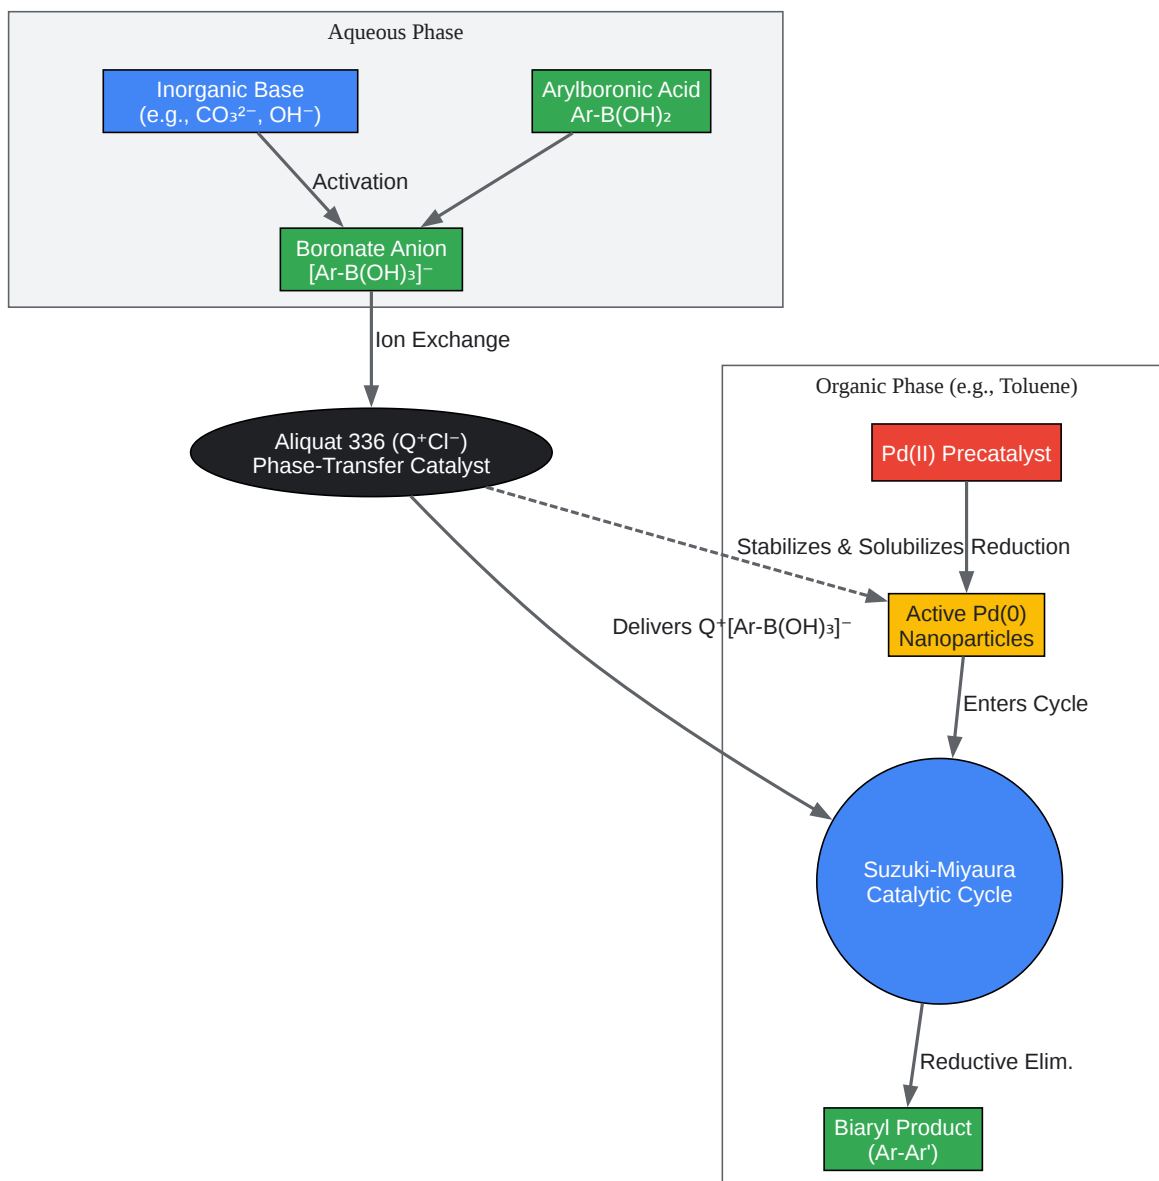 Aqueous Phase
Inorganic Base
(e.g., CO₃²⁻, OH⁻)
Arylboronic Acid
Ar-B(OH)₂
Activation
Boronate Anion
[Ar-B(OH)₃]⁻
Ion Exchange
Organic Phase (e.g., Toluene)
Aliquat 336 (Q⁺Cl⁻)
Phase-Transfer Catalyst
Pd(II) Precatalyst
Stabilizes & Solubilizes
Reduction
Active Pd(0)
Nanoparticles
Delivers Q⁺[Ar-B(OH)₃]⁻
Enters Cycle
Suzuki-Miyaura
Catalytic Cycle
Reductive Elim.
Biaryl Product
(Ar-Ar')